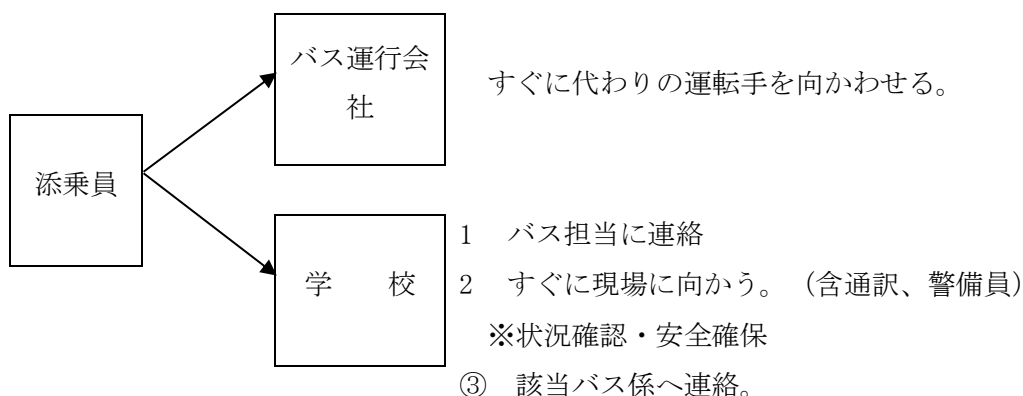 バス運行会
社
すぐに代わりの運転手を向かわせる。
添乗員
学　　校
1　バス担当に連絡
2　すぐに現場に向かう。（含通訳、警備員）
※状況確認・安全確保
③　該当バス係へ連絡。